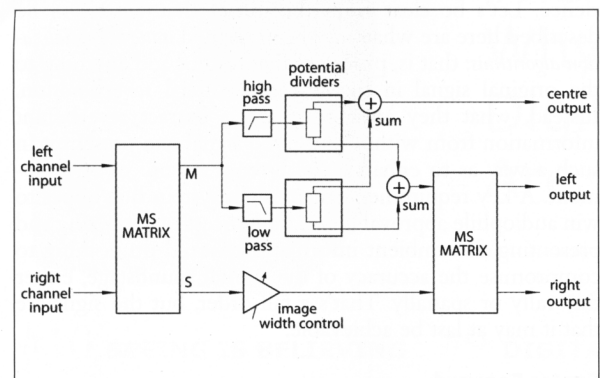 potential
dividers
high
pass
centre
output
sum
left
channel
input
M
left
output
sum
MS
MATRIX
low
pass
MS
MATRIX
right
channel
input
S
image
width control
right
output